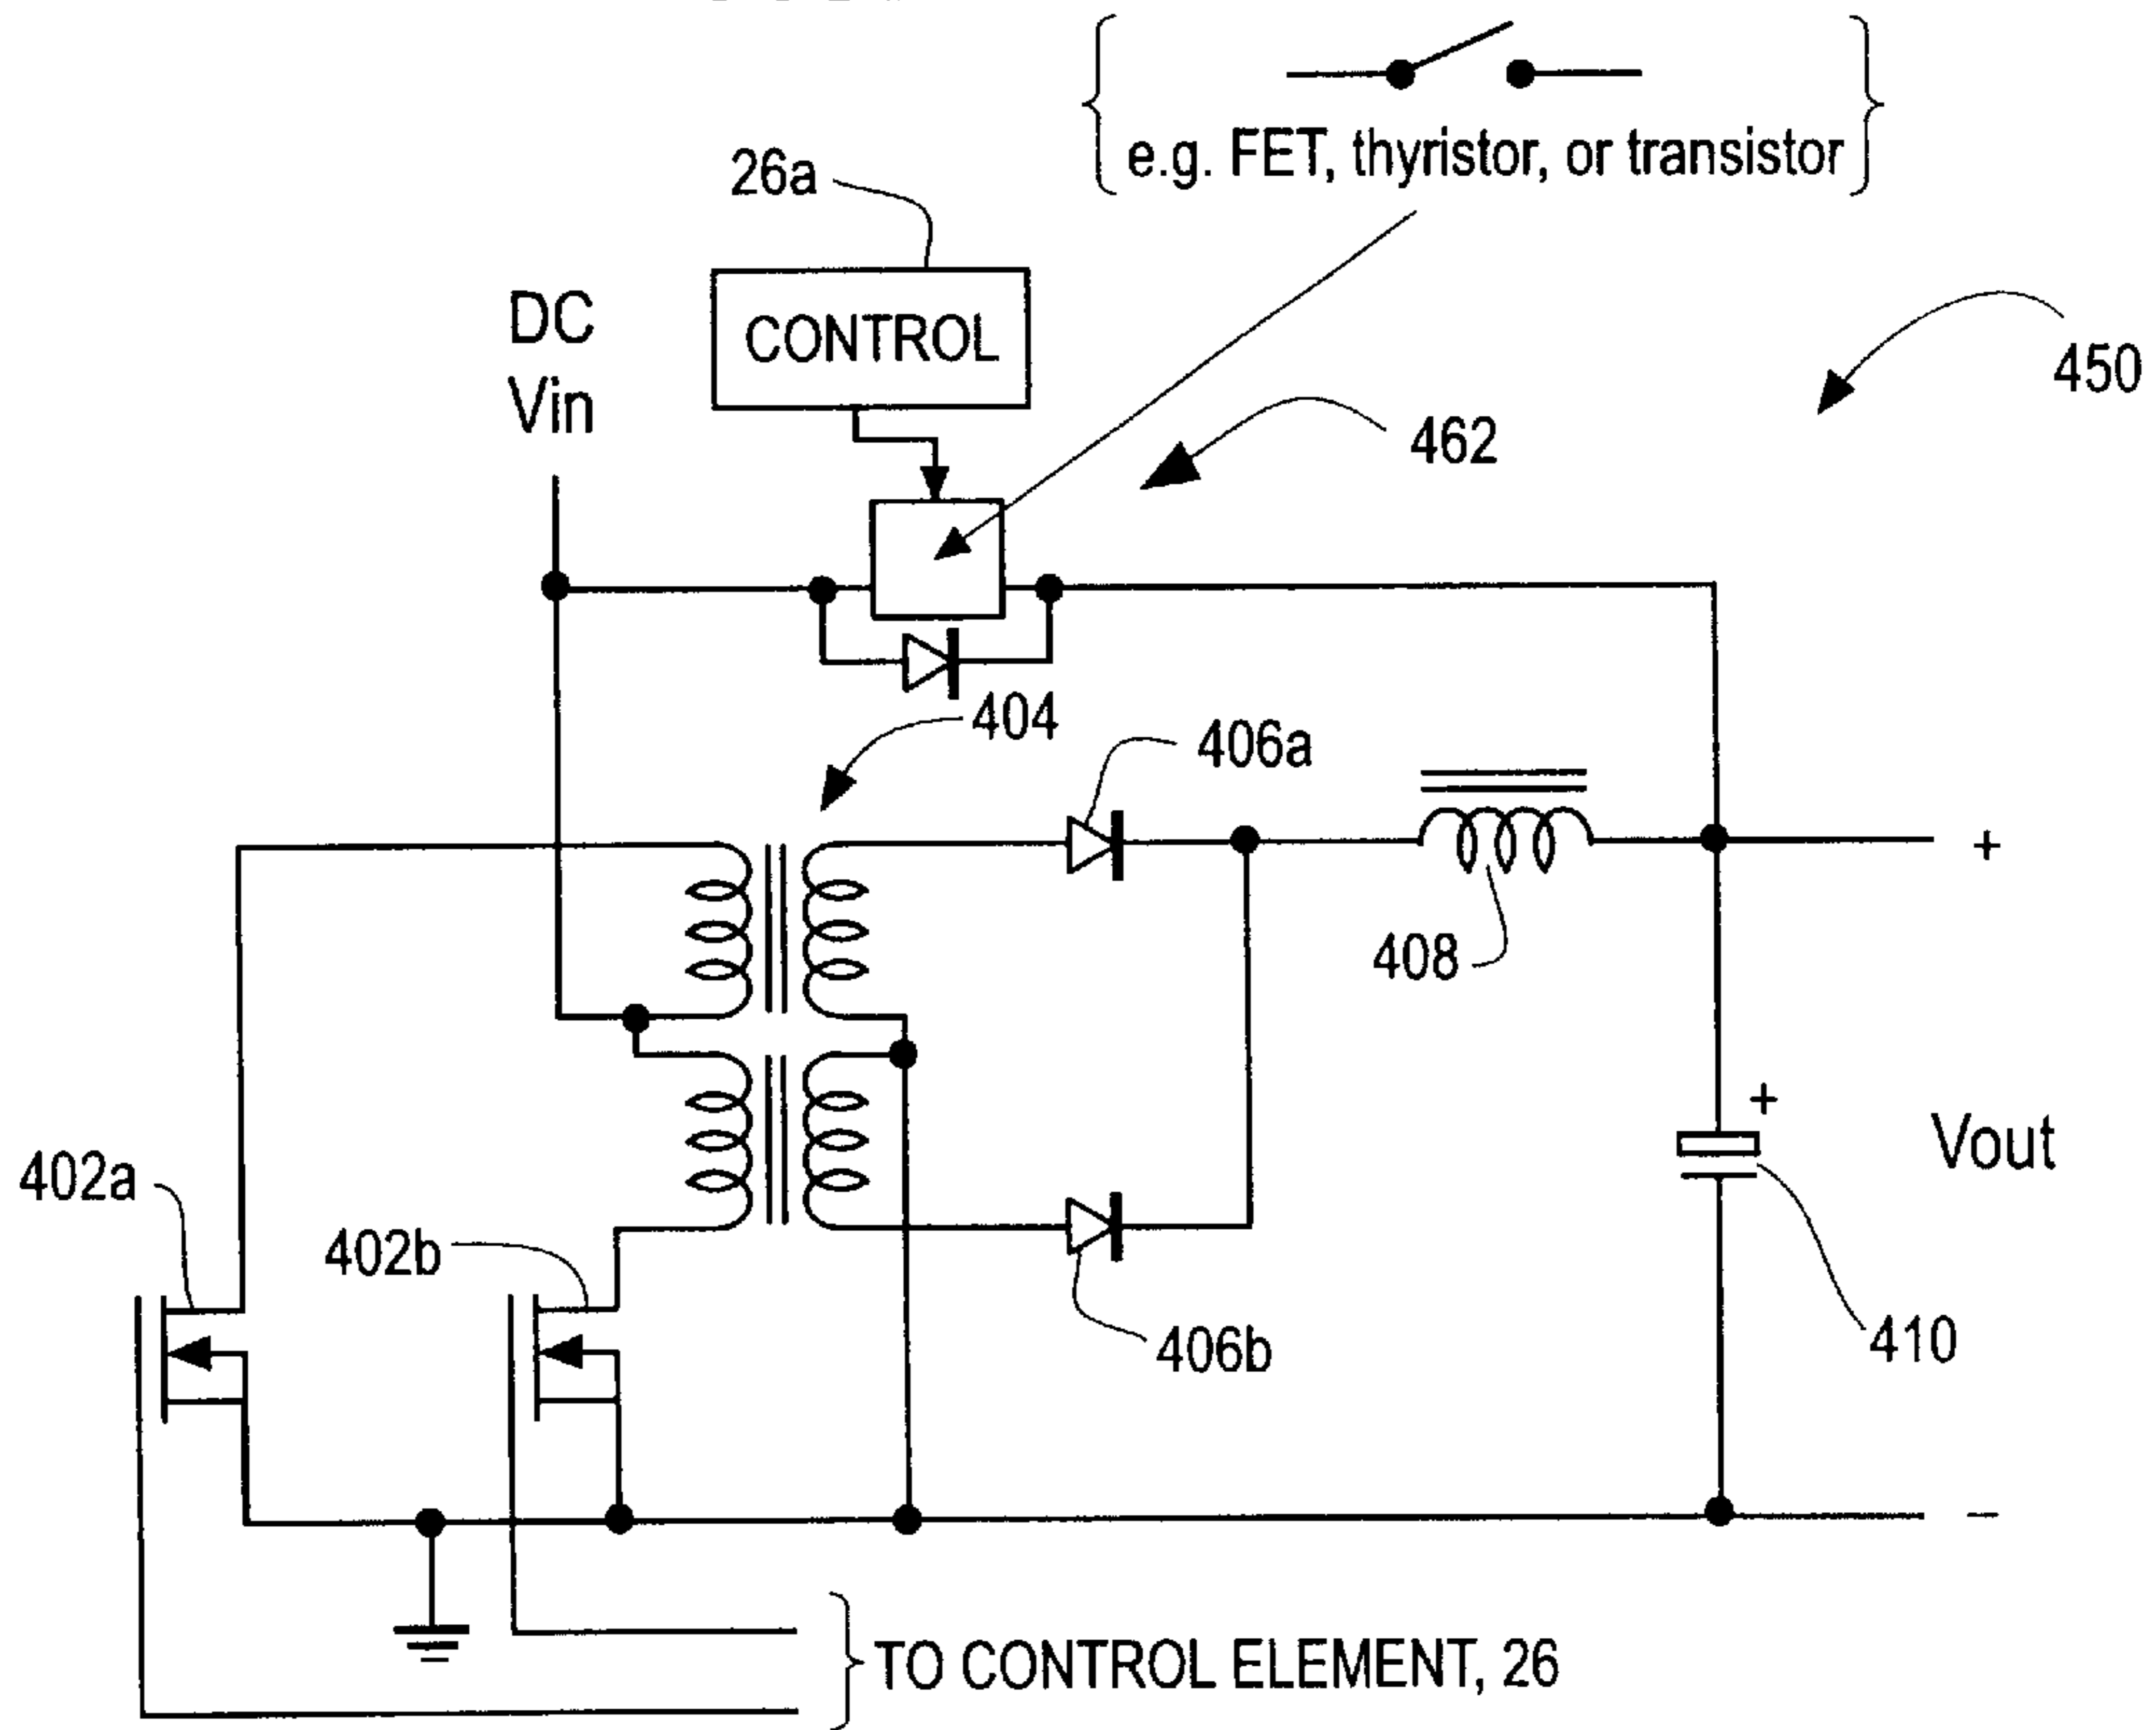 e.g. FET, thyristor, or transistor
26a
DC
Vin
CONTROL
450
462
404
406a
408
+
+
Vout
402a
402b
406b
410
−
TO CONTROL ELEMENT, 26